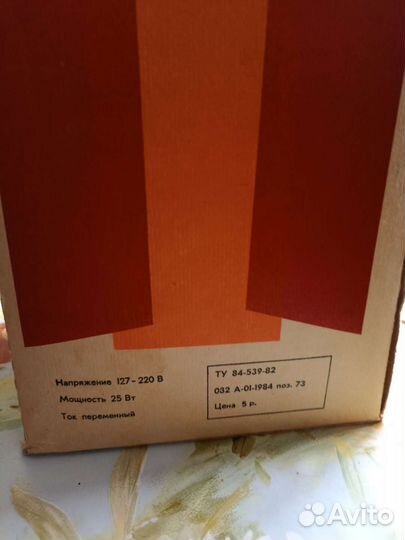 Напряжение 127-220 В
Мощность 25 Вт
Ток переменный
ТУ 84-539-82
032 А-01-1984 поз. 73
Цена 5 р.
Avito